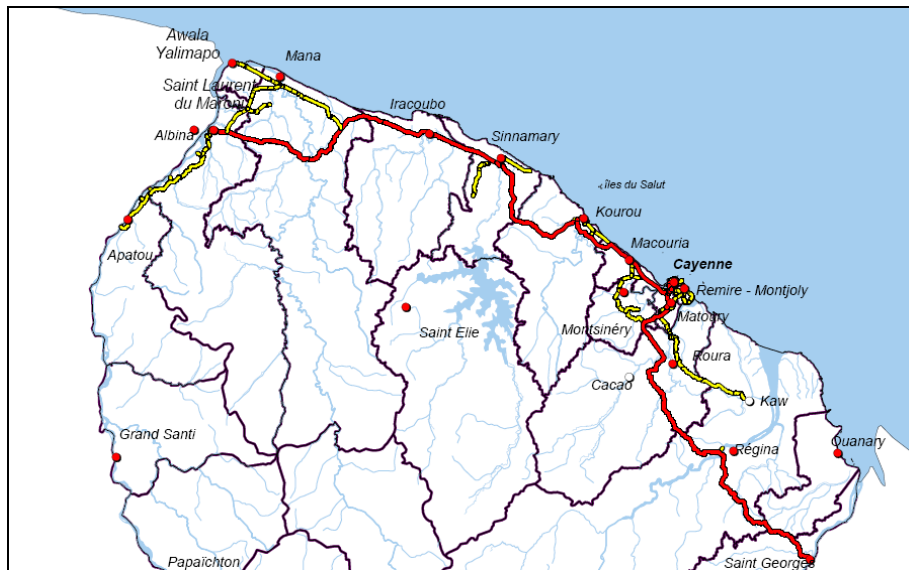 Awala
Yalimapo
Mana
Saint Laurent
du Maroni
Iracoubo
Albina
Sinnamary
îles du Salut
Kourou
Apatou
Macouria
Cayenne
Remire - Montjoly
Saint Elie
Montsinéry
Matoury
Roura
Cacao
Kaw
Grand Santi
Régina
Ouanary
Papaïchton
Saint Georges